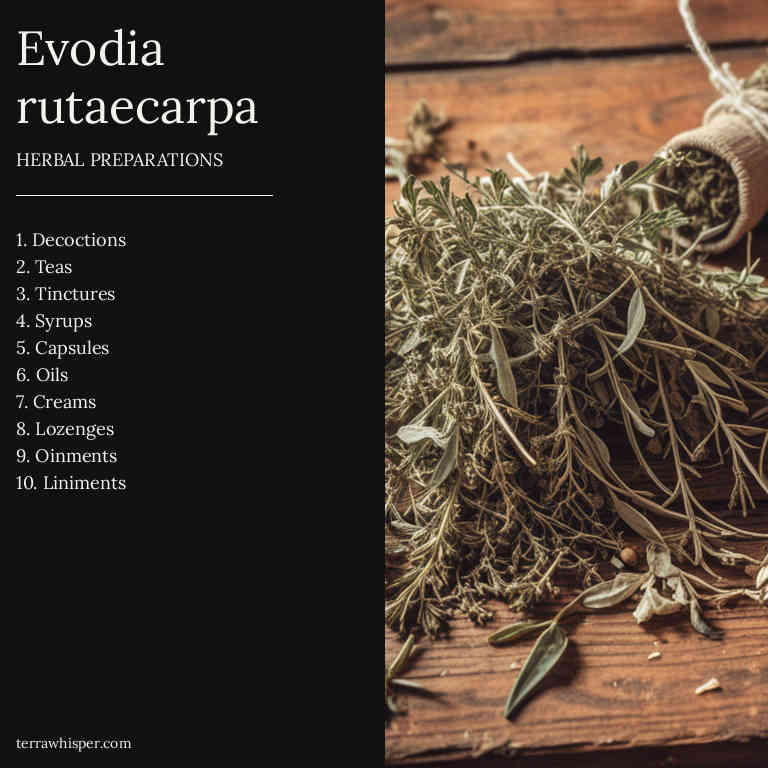 Evodia
rutaecarpa
HERBAL PREPARATIONS
1. Decoctions
2. Teas
3. Tinctures
4. Syrups
5. Capsules
6. Oils
7. Creams
8. Lozenges
9. Oinments
10. Liniments
terrawhisper.com